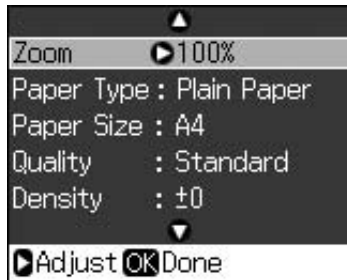 Zoom 100%
Paper Type : Plain Paper
Paper Size : A4
Quality : Standard
Density : ±0
Adjust OK Done